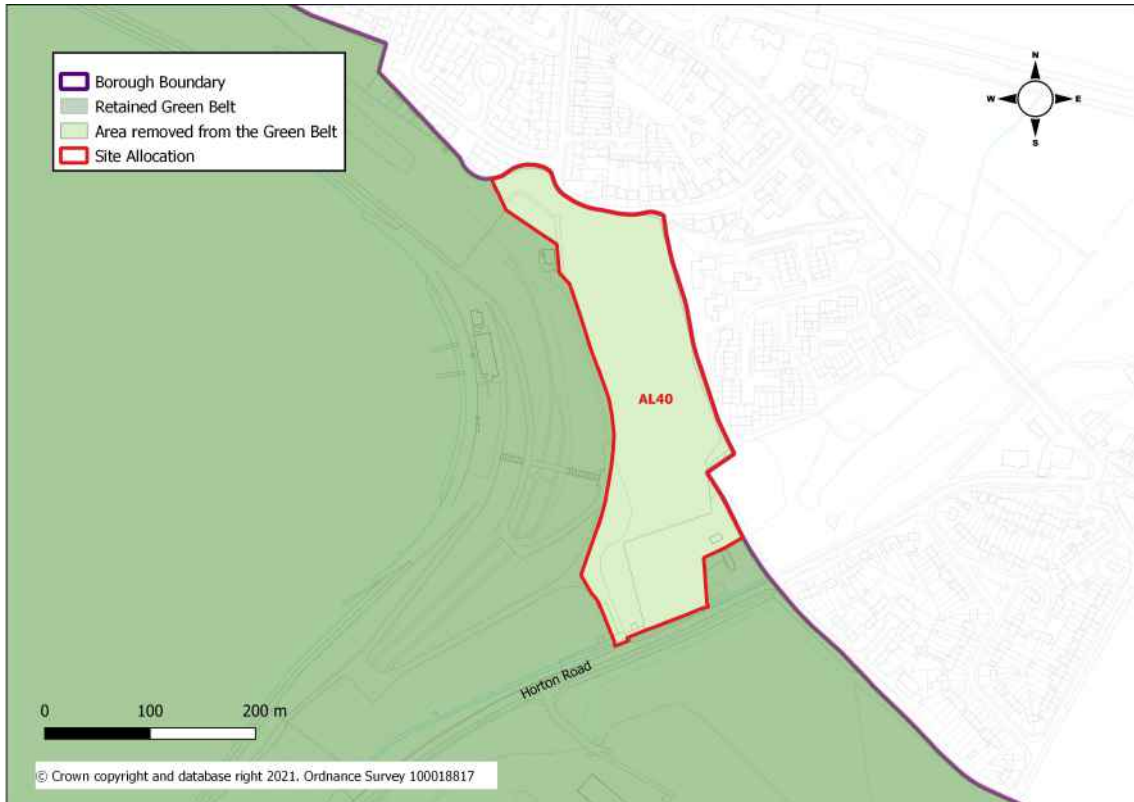 Borough Boundary
Retained Green Belt
Area removed from the Green Belt
Site Allocation
N
W
E
S
AL40
Horton Road
0 100 200 m
© Crown copyright and database right 2021. Ordnance Survey 100018817